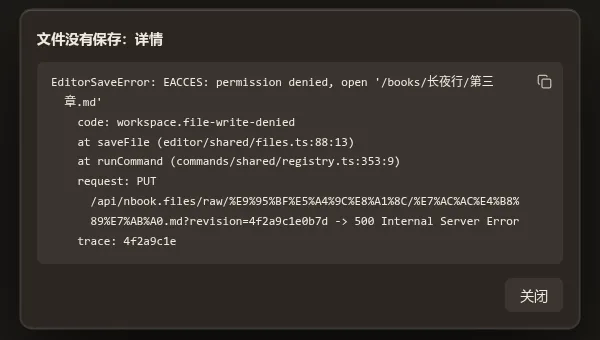 文件没有保存：详情
EditorSaveError: EACCES: permission denied, open '/books/长夜行/第三
章.md'
code: workspace.file-write-denied
at saveFile (editor/shared/files.ts:88:13)
at runCommand (commands/shared/registry.ts:353:9)
request: PUT
/api/nbook.files/raw/%E9%95%BF%E5%A4%9C%E8%A1%8C/%E7%AC%AC%E4%B8%
89%E7%AB%A0.md?revision=4f2a9c1e0b7d -> 500 Internal Server Error
trace: 4f2a9c1e
关闭